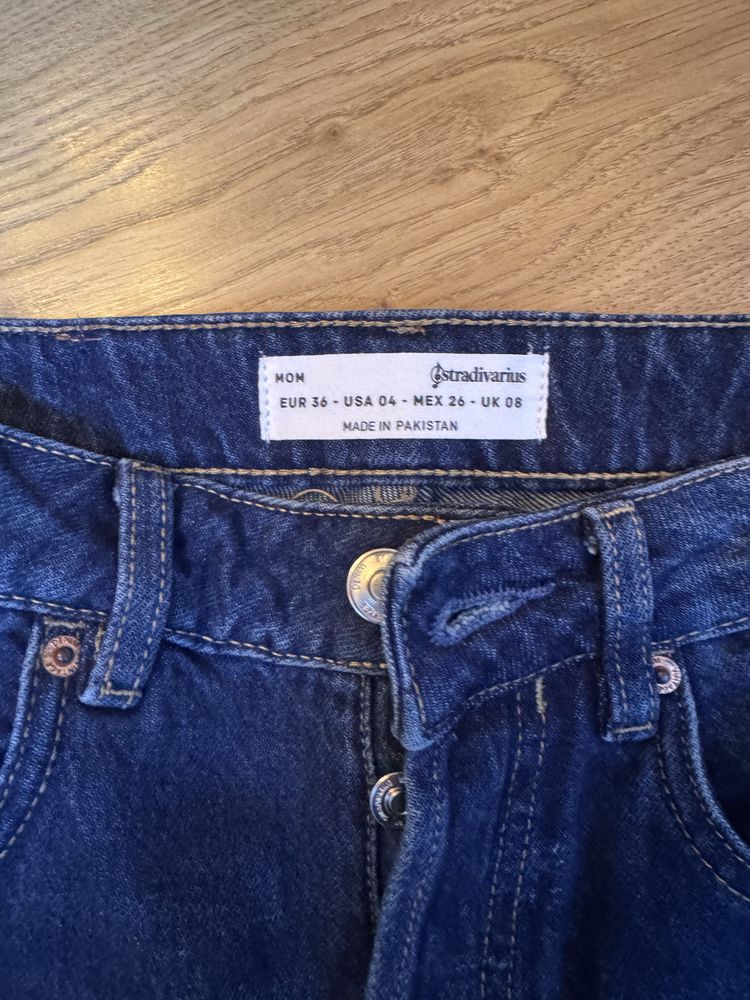 MOM stradivarius
EUR 36 - USA 04 - MEX 26 - UK 08
MADE IN PAKISTAN